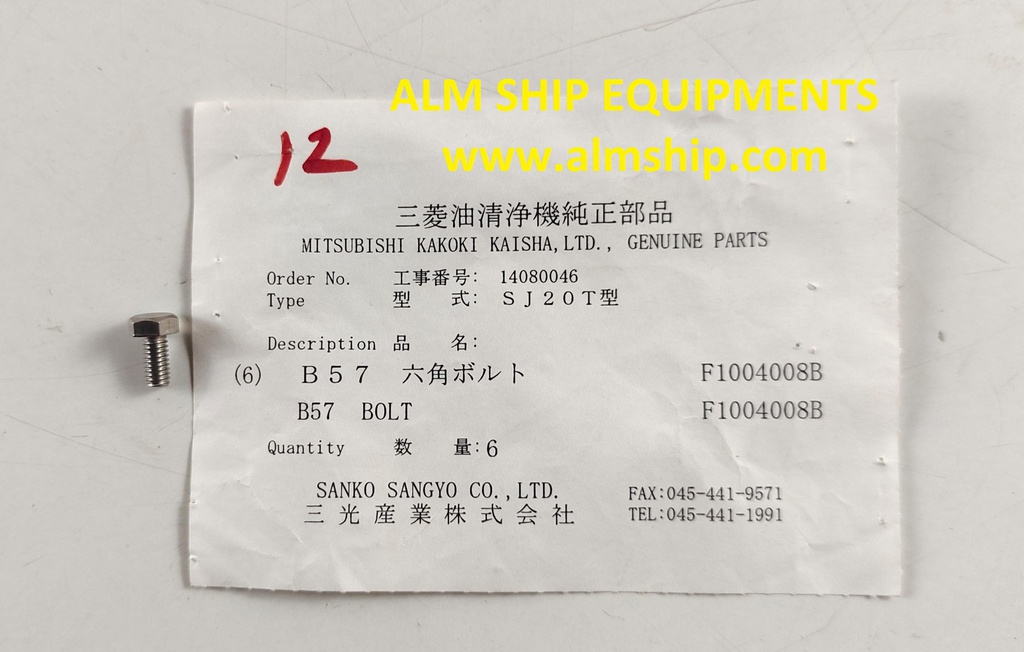 ALM SHIP EQUIPMENTS
www.almship.com
12
三菱油清浄機純正部品
MITSUBISHI KAKOKI KAISHA,LTD., GENUINE PARTS
Order No. 工事番号: 14080046
Type 型 式: SJ20T型
Description 品 名:
(6) B57 六角ボルト F1004008B
B57 BOLT F1004008B
Quantity 数 量: 6
SANKO SANGYO CO.,LTD. FAX:045-441-9571
三光産業株式会社 TEL:045-441-1991